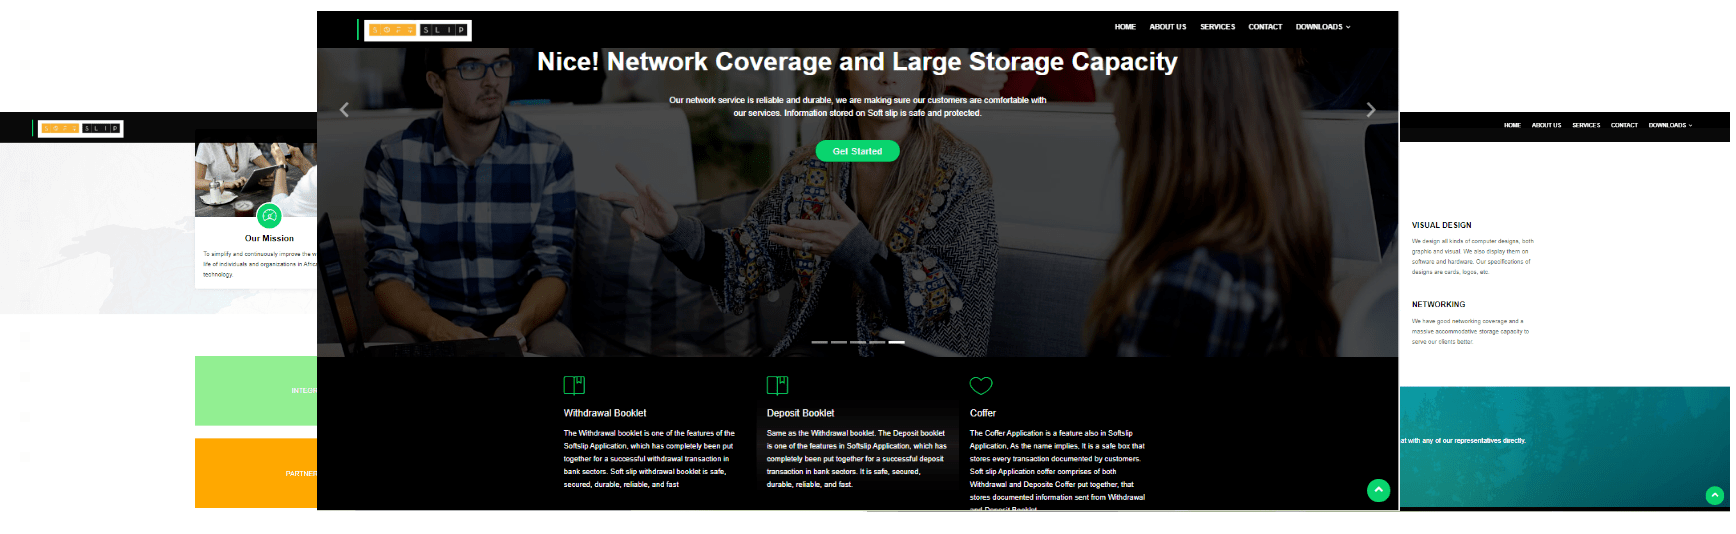 SOFT SLIP
HOME ABOUT US SERVICES CONTACT DOWNLOADS
Nice! Network Coverage and Large Storage Capacity
Our network service is reliable and durable, we are making sure our customers are comfortable with
our services. Information stored on Soft slip is safe and protected.
Get Started
Withdrawal Booklet
The Withdrawal booklet is one of the features of the
Softslip Application, which has completely been put
together for a successful withdrawal transaction in
bank sectors. Soft slip withdrawal booklet is safe,
secured, durable, reliable, and fast
Deposit Booklet
Same as the Withdrawal booklet. The Deposit booklet
is one of the features in Softslip Application, which has
completely been put together for a successful deposit
transaction in bank sectors. It is safe, secured,
durable, reliable, and fast.
Coffer
The Coffer Application is a feature also in Softslip
Application. As the name implies. It is a safe box that
stores every transaction documented by customers.
Soft slip Application coffer comprises of both
Withdrawal and Deposite Coffer put together, that
stores documented information sent from Withdrawal
and Deposit Booklet
SLIP
Our Mission
To simplify and continuously improve the w
life of individuals and organizations in Afric
technology.
INTEGR
PARTNER
HOME ABOUT US SERVICES CONTACT DOWNLOADS
VISUAL DESIGN
We design all kinds of computer designs, both
graphic and visual. We also display them on
software and hardware. Our specifications of
designs are cards, logos, etc.
NETWORKING
We have good networking coverage and a
massive accommodative storage capacity to
serve our clients better.
at with any of our representatives directly.